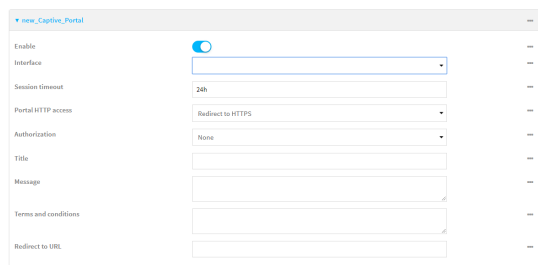 new_Captive_Portal
Enable
Interface
Session timeout
24h
Portal HTTP access
Redirect to HTTPS
Authorization
None
Title
Message
Terms and conditions
Redirect to URL